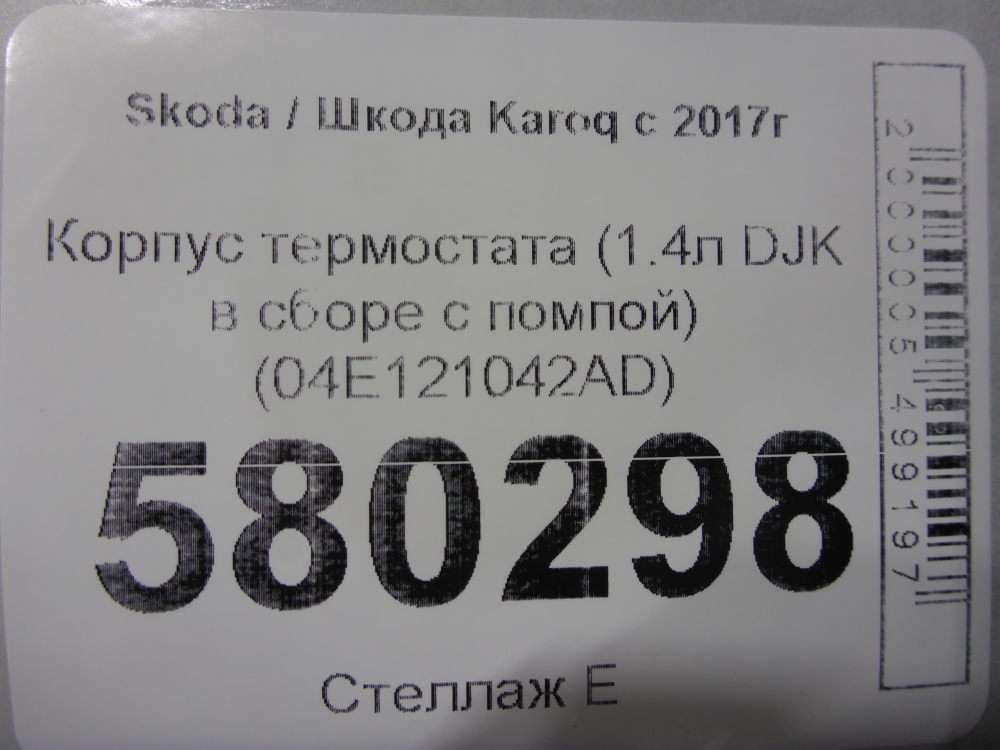 Skoda / Шкода Karoq с 2017г
Корпус термостата (1.4л DJK
в сборе с помпой)
(04E121042AD)
580298
Стеллаж Е
2000005499197